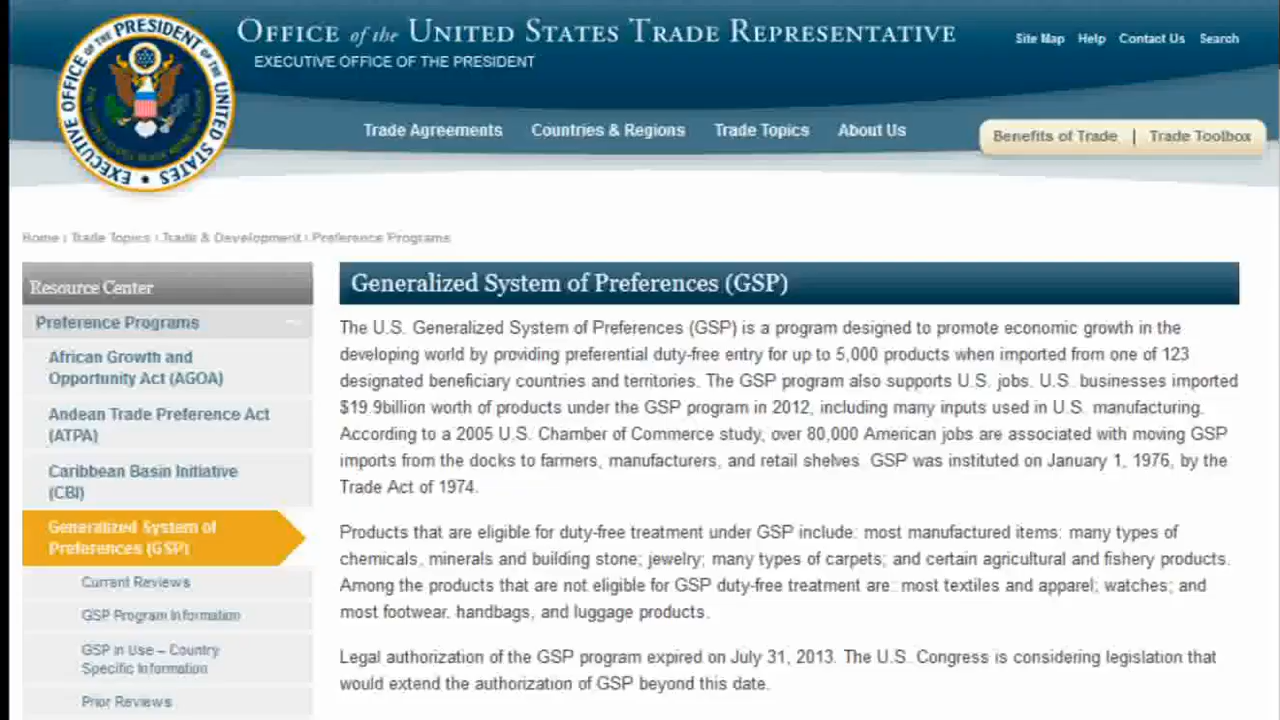 OFFICE of the UNITED STATES TRADE REPRESENTATIVE
EXECUTIVE OFFICE OF THE PRESIDENT
Site Map Help Contact Us Search
EXECUTIVE OFFICE OF THE PRESIDENT OF THE UNITED STATES
Trade Agreements Countries & Regions Trade Topics About Us
Benefits of Trade | Trade Toolbox
Home › Trade Topics › Trade & Development › Preference Programs
Resource Center
Preference Programs
African Growth and
Opportunity Act (AGOA)
Andean Trade Preference Act
(ATPA)
Caribbean Basin Initiative
(CBI)
Generalized System of
Preferences (GSP)
Current Reviews
GSP Program Information
GSP in Use – Country
Specific Information
Prior Reviews
Generalized System of Preferences (GSP)
The U.S. Generalized System of Preferences (GSP) is a program designed to promote economic growth in the
developing world by providing preferential duty-free entry for up to 5,000 products when imported from one of 123
designated beneficiary countries and territories. The GSP program also supports U.S. jobs. U.S. businesses imported
$19.9billion worth of products under the GSP program in 2012, including many inputs used in U.S. manufacturing.
According to a 2005 U.S. Chamber of Commerce study, over 80,000 American jobs are associated with moving GSP
imports from the docks to farmers, manufacturers, and retail shelves. GSP was instituted on January 1, 1976, by the
Trade Act of 1974.
Products that are eligible for duty-free treatment under GSP include: most manufactured items; many types of
chemicals, minerals and building stone; jewelry; many types of carpets; and certain agricultural and fishery products.
Among the products that are not eligible for GSP duty-free treatment are: most textiles and apparel; watches; and
most footwear, handbags, and luggage products.
Legal authorization of the GSP program expired on July 31, 2013. The U.S. Congress is considering legislation that
would extend the authorization of GSP beyond this date.